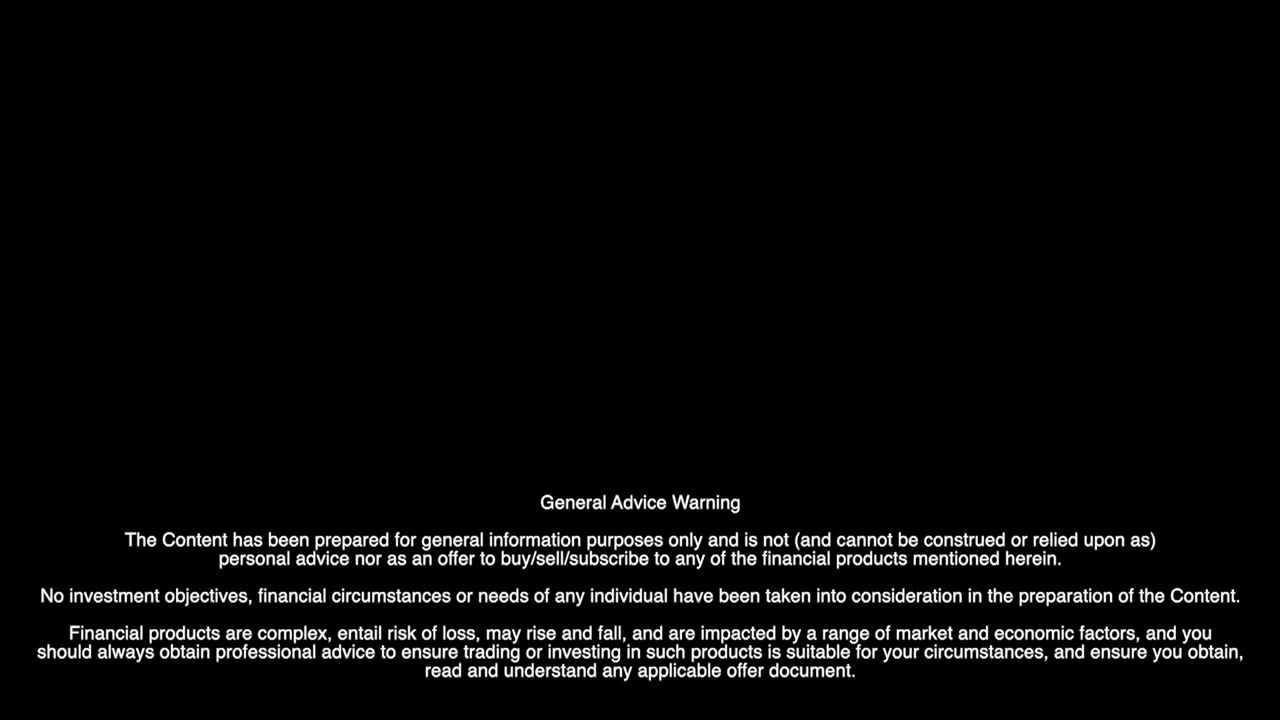 General Advice Warning
The Content has been prepared for general information purposes only and is not (and cannot be construed or relied upon as)
personal advice nor as an offer to buy/sell/subscribe to any of the financial products mentioned herein.
No investment objectives, financial circumstances or needs of any individual have been taken into consideration in the preparation of the Content.
Financial products are complex, entail risk of loss, may rise and fall, and are impacted by a range of market and economic factors, and you
should always obtain professional advice to ensure trading or investing in such products is suitable for your circumstances, and ensure you obtain,
read and understand any applicable offer document.